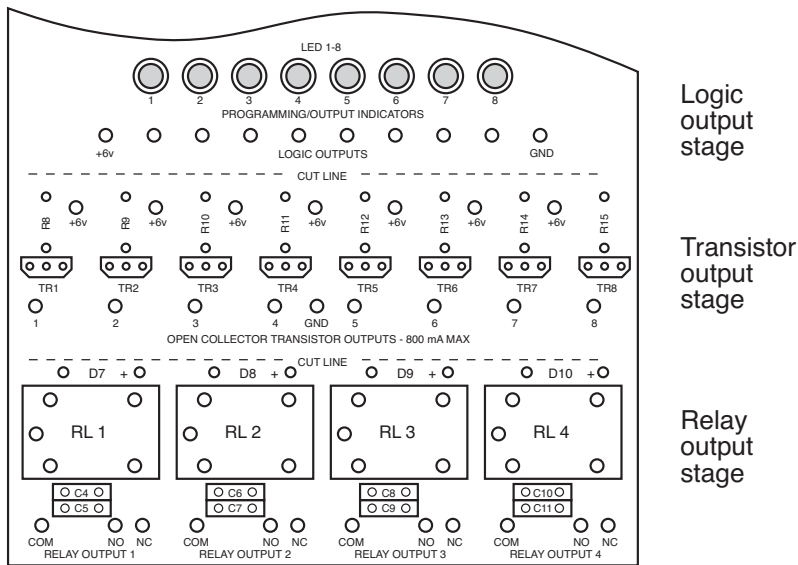 LED 1-8
1 2 3 4 5 6 7 8
PROGRAMMING/OUTPUT INDICATORS
+6v LOGIC OUTPUTS GND
CUT LINE
Logic
output
stage
R8 +6v R9 +6v R10 +6v R11 +6v R12 +6v R13 +6v R14 +6v R15
TR1 TR2 TR3 TR4 TR5 TR6 TR7 TR8
1 2 3 4 GND 5 6 7 8
OPEN COLLECTOR TRANSISTOR OUTPUTS - 800 mA MAX
Transistor
output
stage
CUT LINE
D7 + D8 + D9 + D10 +
RL 1 RL 2 RL 3 RL 4
C4 C6 C8 C10
C5 C7 C9 C11
COM NO NC COM NO NC COM NO NC COM NO NC
RELAY OUTPUT 1 RELAY OUTPUT 2 RELAY OUTPUT 3 RELAY OUTPUT 4
Relay
output
stage